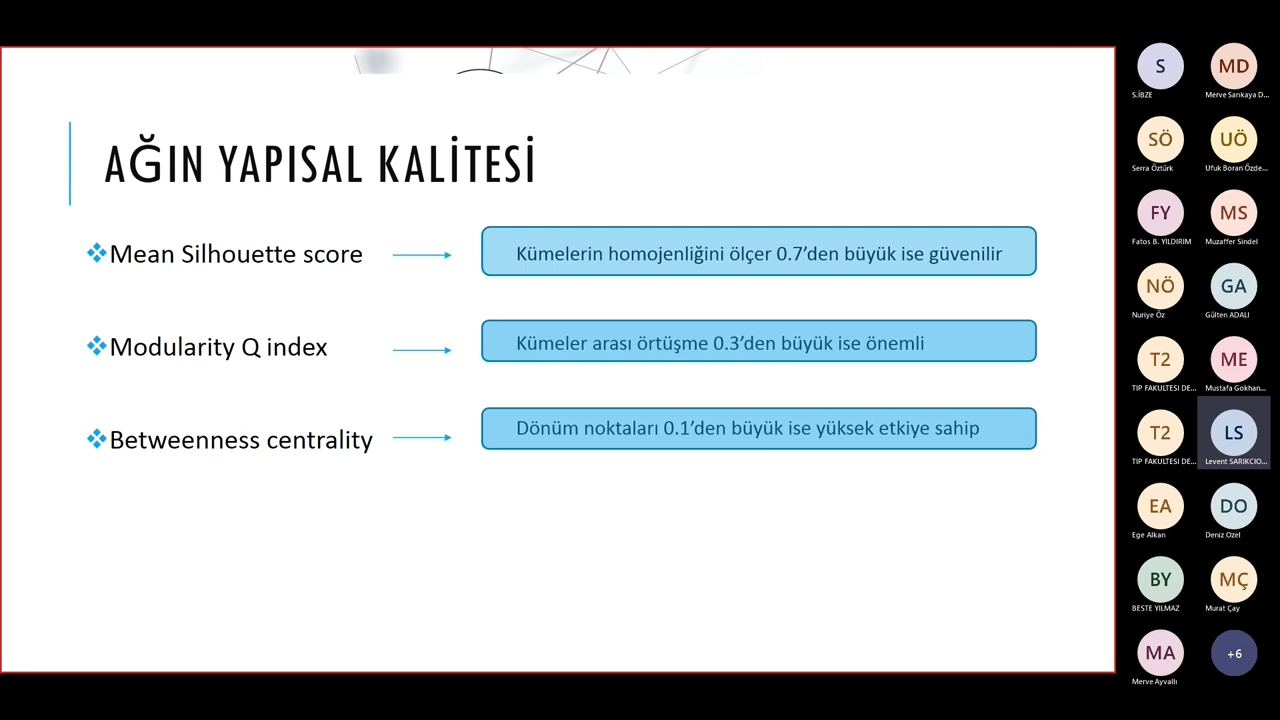 AĞIN YAPISAL KALİTESİ
Mean Silhouette score
Kümelerin homojenliğini ölçer 0.7’den büyük ise güvenilir
Modularity Q index
Kümeler arası örtüşme 0.3’den büyük ise önemli
Betweenness centrality
Dönüm noktaları 0.1’den büyük ise yüksek etkiye sahip
S
MD
S.İBZE
Merve Sarıkaya D...
SÖ
UÖ
Serra Öztürk
Ufuk Boran Özde...
FY
MS
Fatos B. YILDIRIM
Muzaffer Sindel
NÖ
GA
Nuriye Öz
Gülten ADALI
T2
ME
TIP FAKULTESI DE...
Mustafa Gokhan...
T2
LS
TIP FAKULTESI DE...
Levent SARIKCIO...
EA
DO
Ege Alkan
Deniz Ozel
BY
MÇ
BESTE YILMAZ
Murat Çay
MA
+6
Merve Ayvallı